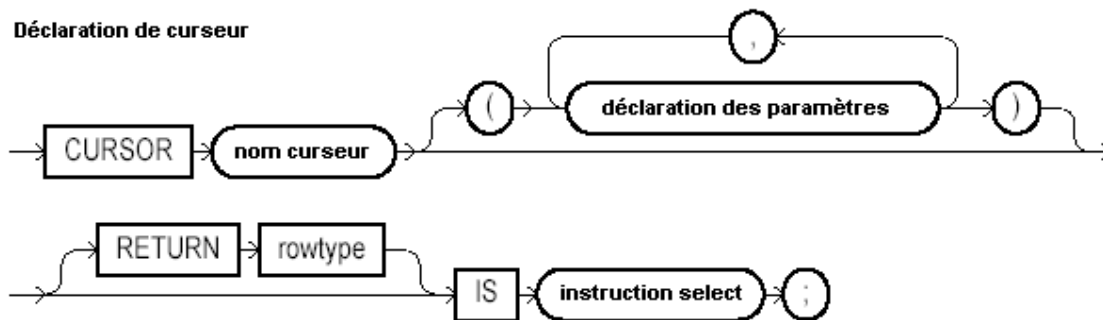 Déclaration de curseur
,
( déclaration des paramètres )
CURSOR nom curseur
RETURN rowtype
IS instruction select ;